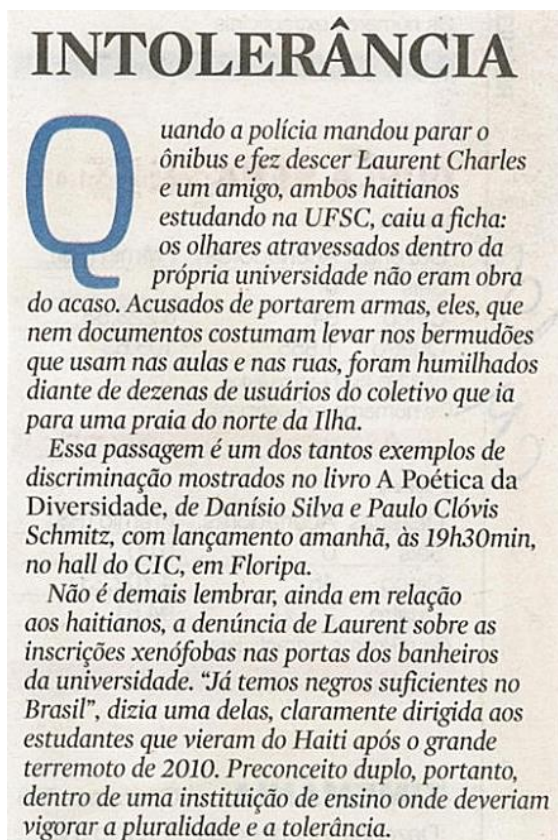 INTOLERÂNCIA
Quando a polícia mandou parar o
ônibus e fez descer Laurent Charles
e um amigo, ambos haitianos
estudando na UFSC, caiu a ficha:
os olhares atravessados dentro da
própria universidade não eram obra
do acaso. Acusados de portarem armas, eles, que
nem documentos costumam levar nos bermudões
que usam nas aulas e nas ruas, foram humilhados
diante de dezenas de usuários do coletivo que ia
para uma praia do norte da Ilha.
Essa passagem é um dos tantos exemplos de
discriminação mostrados no livro A Poética da
Diversidade, de Danísio Silva e Paulo Clóvis
Schmitz, com lançamento amanhã, às 19h30min,
no hall do CIC, em Floripa.
Não é demais lembrar, ainda em relação
aos haitianos, a denúncia de Laurent sobre as
inscrições xenófobas nas portas dos banheiros
da universidade. “Já temos negros suficientes no
Brasil”, dizia uma delas, claramente dirigida aos
estudantes que vieram do Haiti após o grande
terremoto de 2010. Preconceito duplo, portanto,
dentro de uma instituição de ensino onde deveriam
vigorar a pluralidade e a tolerância.